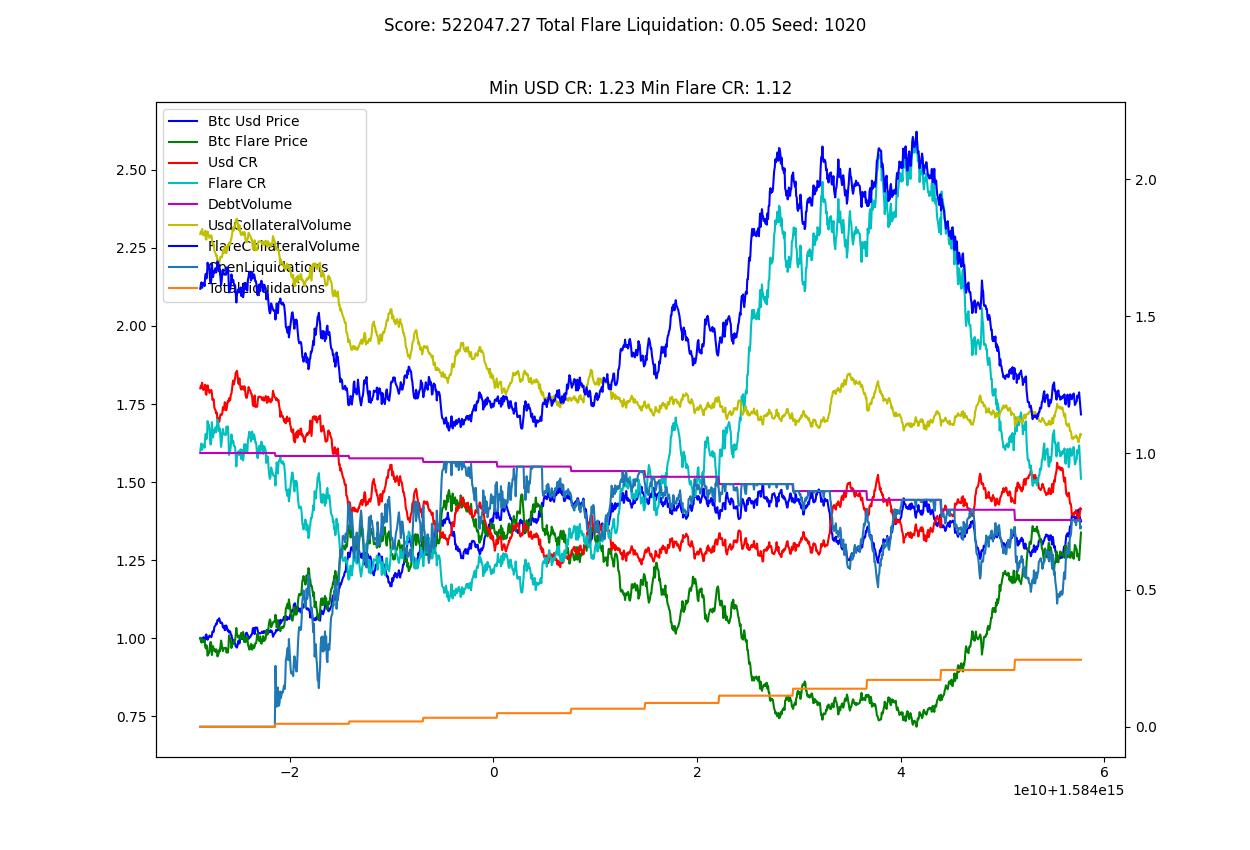 Score: 522047.27 Total Flare Liquidation: 0.05 Seed: 1020
Min USD CR: 1.23 Min Flare CR: 1.12
Btc Usd Price
Btc Flare Price
Usd CR
Flare CR
DebtVolume
UsdCollateralVolume
FlareCollateralVolume
OpenLiquidations
TotalLiquidations
2.50
2.25
2.00
1.75
1.50
1.25
1.00
0.75
2.0
1.5
1.0
0.5
0.0
−2
0
2
4
6
1e10+1.584e15